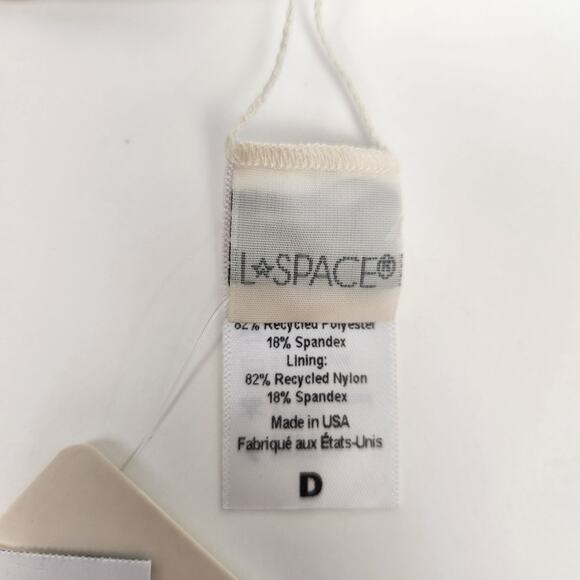 L☆SPACE®
82% Recycled Polyester
18% Spandex
Lining:
82% Recycled Nylon
18% Spandex
Made in USA
Fabriqué aux États-Unis
D